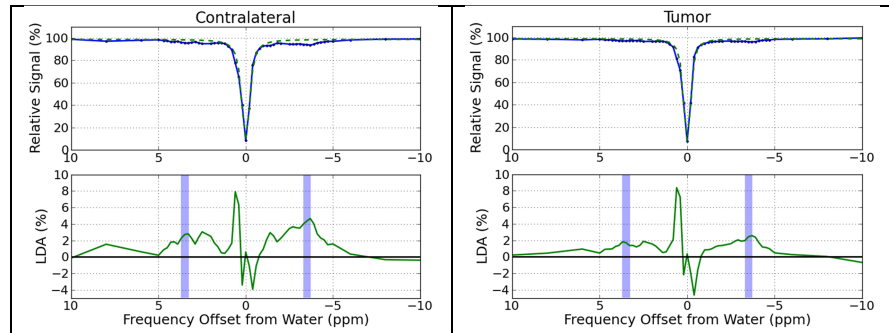 Contralateral
Relative Signal (%)
100
80
60
40
20
0
10 5 0 −5 −10
LDA (%)
10
8
6
4
2
0
−2
−4
10 5 0 −5 −10
Frequency Offset from Water (ppm)
Tumor
Relative Signal (%)
100
80
60
40
20
0
10 5 0 −5 −10
LDA (%)
10
8
6
4
2
0
−2
−4
10 5 0 −5 −10
Frequency Offset from Water (ppm)